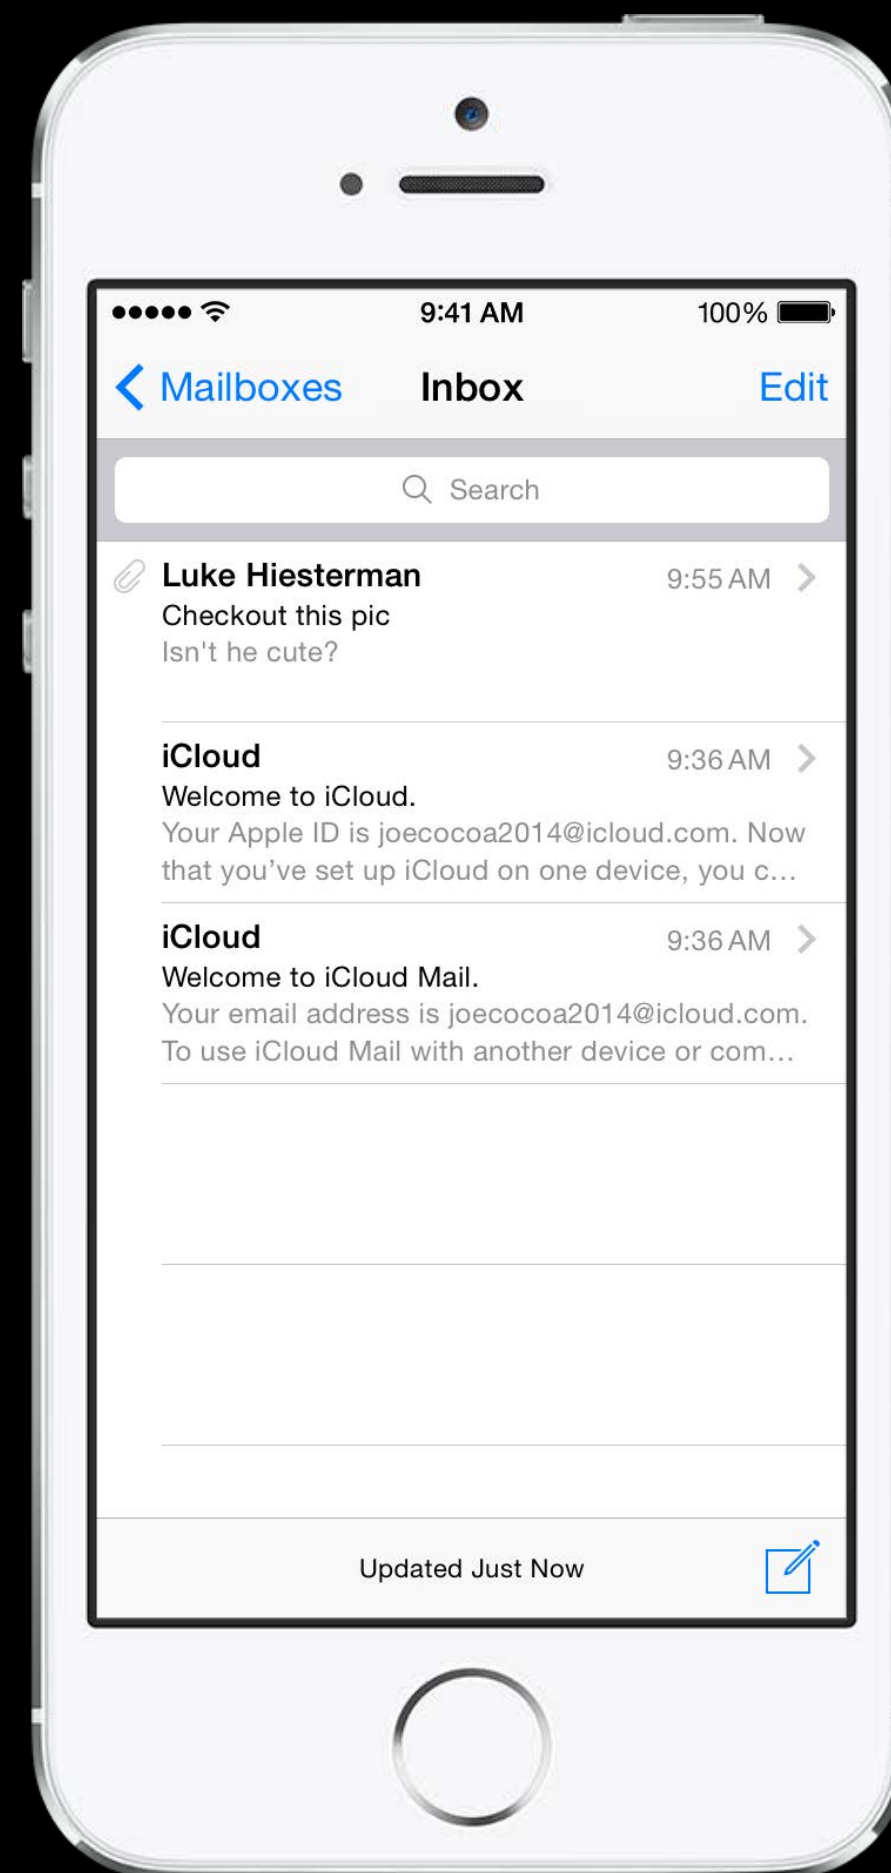 9:41 AM
100%
Mailboxes
Inbox
Edit
Search
Luke Hiesterman
9:55 AM
Checkout this pic
Isn't he cute?
iCloud
9:36 AM
Welcome to iCloud.
Your Apple ID is joecocoa2014@icloud.com. Now
that you’ve set up iCloud on one device, you c…
iCloud
9:36 AM
Welcome to iCloud Mail.
Your email address is joecocoa2014@icloud.com.
To use iCloud Mail with another device or com…
Updated Just Now